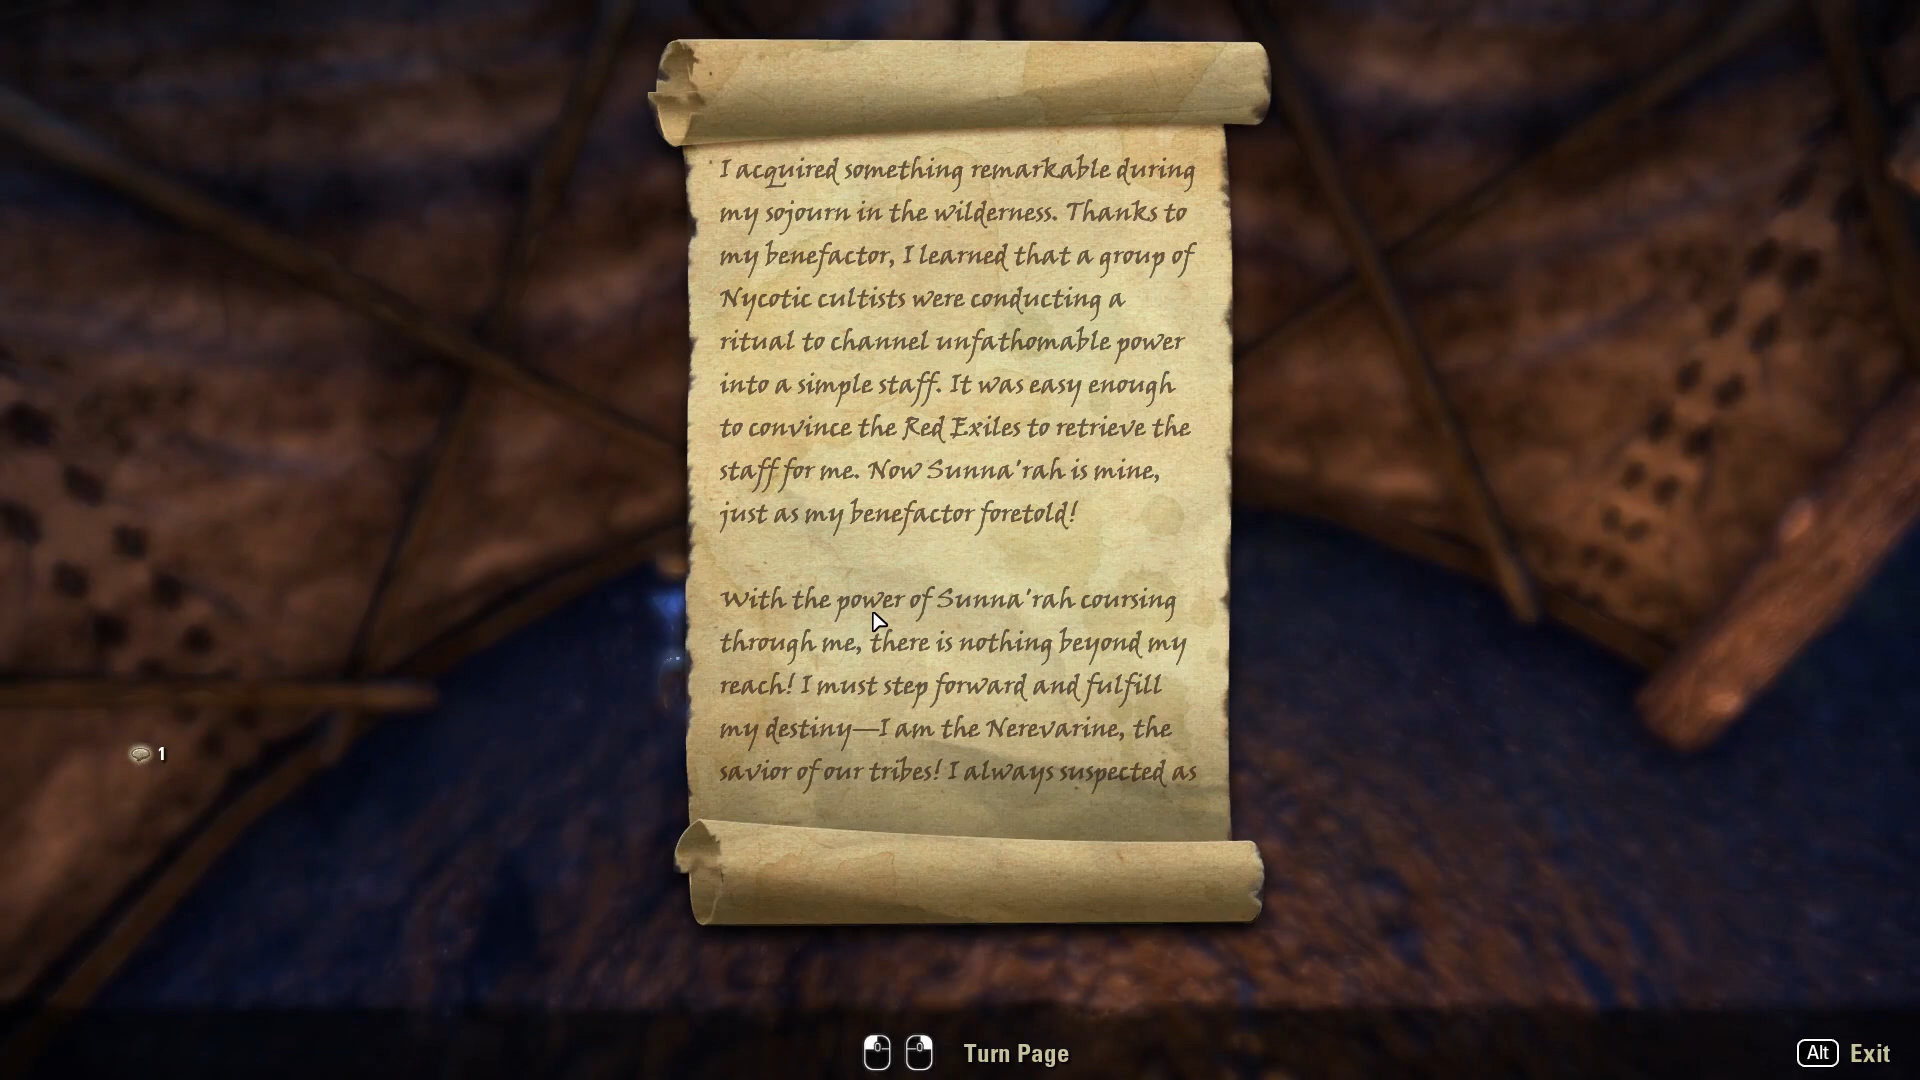 I acquired something remarkable during
my sojourn in the wilderness. Thanks to
my benefactor, I learned that a group of
Nycotic cultists were conducting a
ritual to channel unfathomable power
into a simple staff. It was easy enough
to convince the Red Exiles to retrieve the
staff for me. Now Sunna'rah is mine,
just as my benefactor foretold!
With the power of Sunna'rah coursing
through me, there is nothing beyond my
reach! I must step forward and fulfill
my destiny—I am the Nerevarine, the
savior of our tribes! I always suspected as
1
Turn Page
Alt Exit